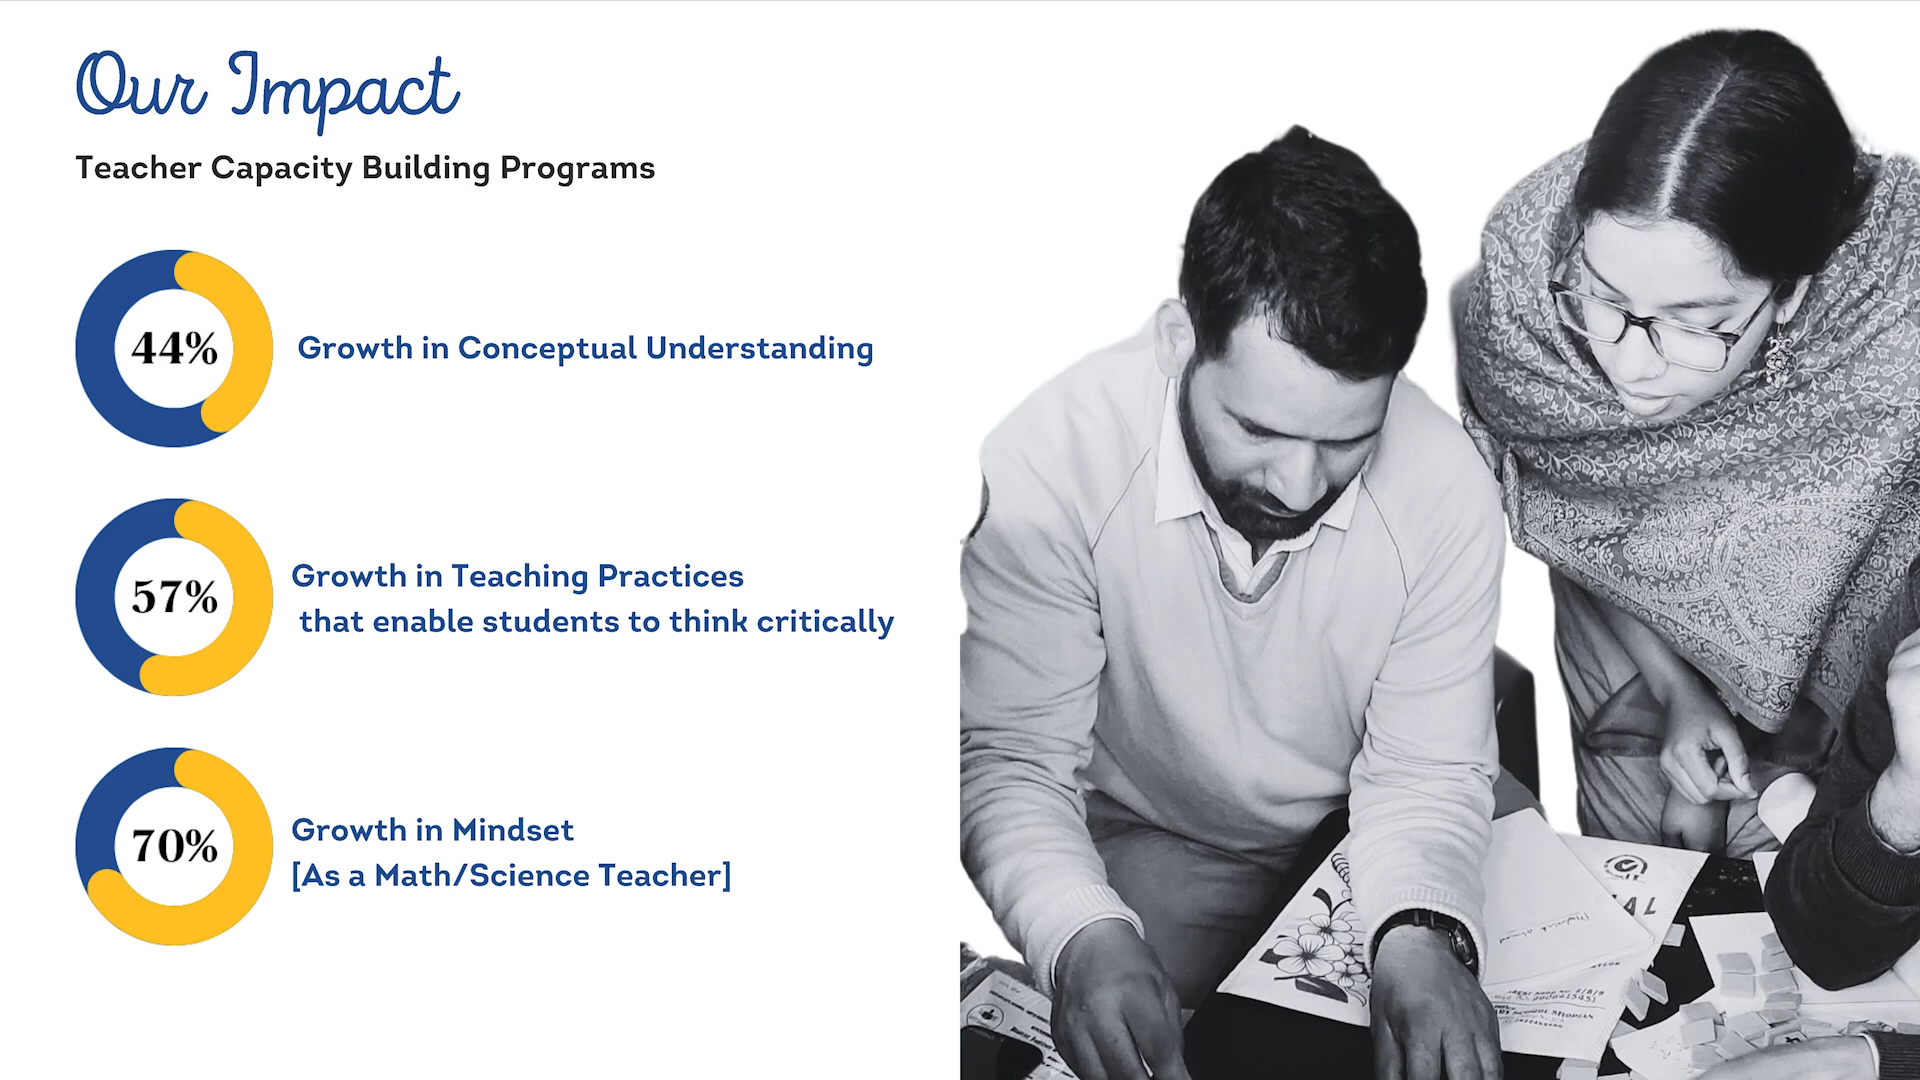 Our Impact
Teacher Capacity Building Programs
44%
Growth in Conceptual Understanding
57%
Growth in Teaching Practices
that enable students to think critically
70%
Growth in Mindset
[As a Math/Science Teacher]